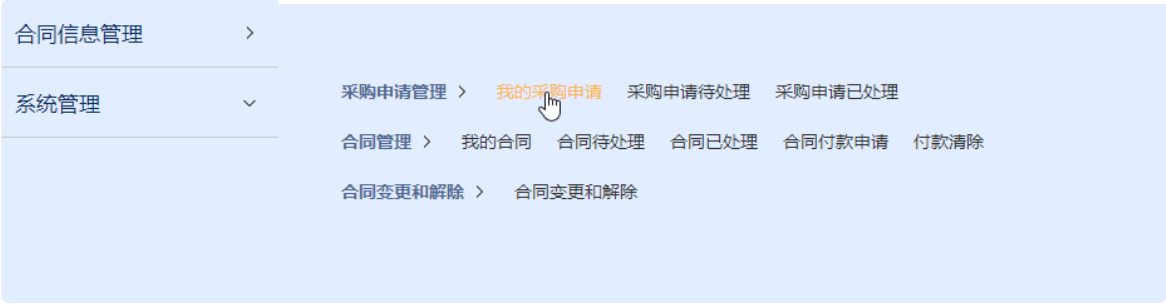 合同信息管理
系统管理
采购申请管理 我的采购申请 采购申请待处理 采购申请已处理
合同管理 我的合同 合同待处理 合同已处理 合同付款申请 付款清除
合同变更和解除 合同变更和解除